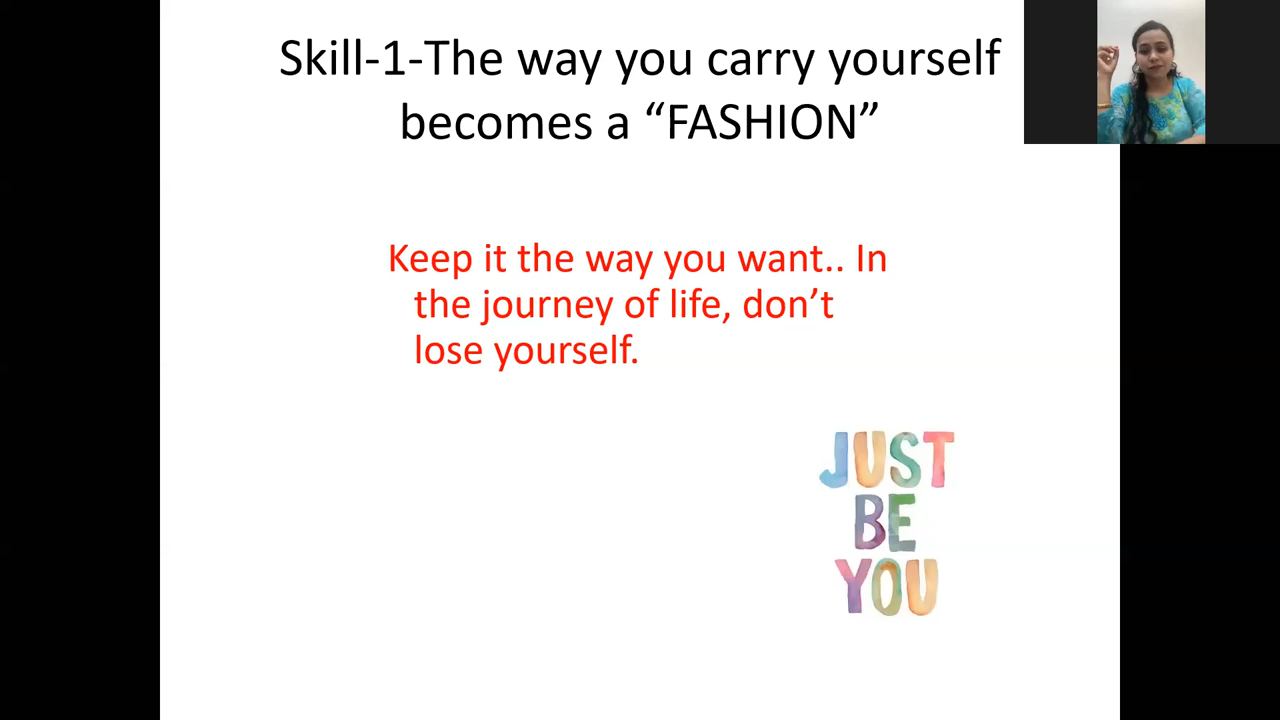 Skill-1-The way you carry yourself
becomes a “FASHION”
Keep it the way you want.. In
the journey of life, don’t
lose yourself.
JUST
BE
YOU